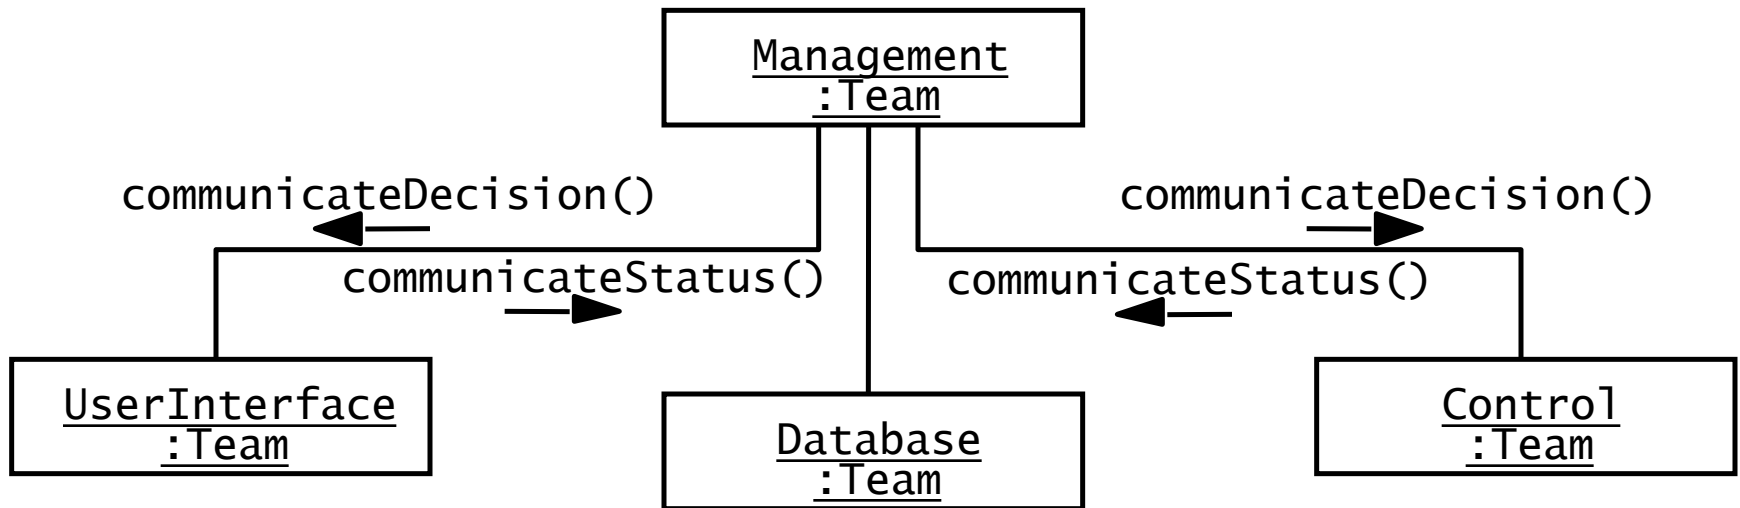 Management
:Team
communicateDecision()
communicateDecision()
communicateStatus()
communicateStatus()
UserInterface
:Team
Database
:Team
Control
:Team